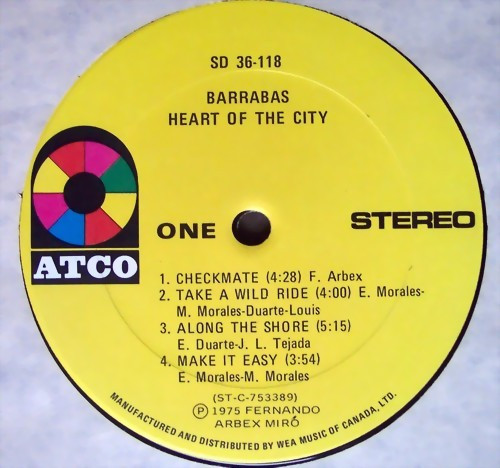 SD 36-118
BARRABAS
HEART OF THE CITY
ATCO
ONE
STEREO
1. CHECKMATE (4:28) F. Arbex
2. TAKE A WILD RIDE (4:00) E. Morales-
M. Morales-Duarte-Louis
3. ALONG THE SHORE (5:15)
E. Duarte-J. L. Tejada
4. MAKE IT EASY (3:54)
E. Morales-M. Morales
(ST-C-753389)
Ⓟ 1975 FERNANDO
ARBEX MIRÓ
MANUFACTURED AND DISTRIBUTED BY WEA MUSIC OF CANADA, LTD.